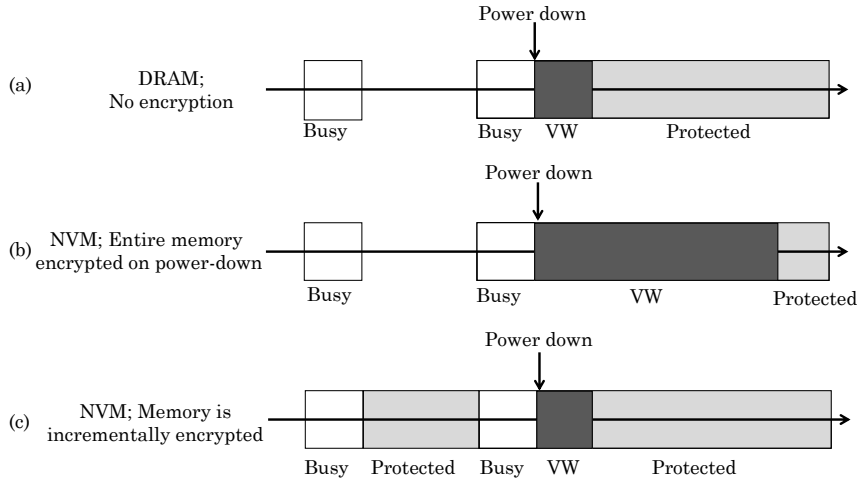 Power down
(a)
DRAM;
No encryption
Busy
Busy
VW
Protected
Power down
(b)
NVM; Entire memory
encrypted on power-down
Busy
Busy
VW
Protected
Power down
(c)
NVM; Memory is
incrementally encrypted
Busy
Protected
Busy
VW
Protected